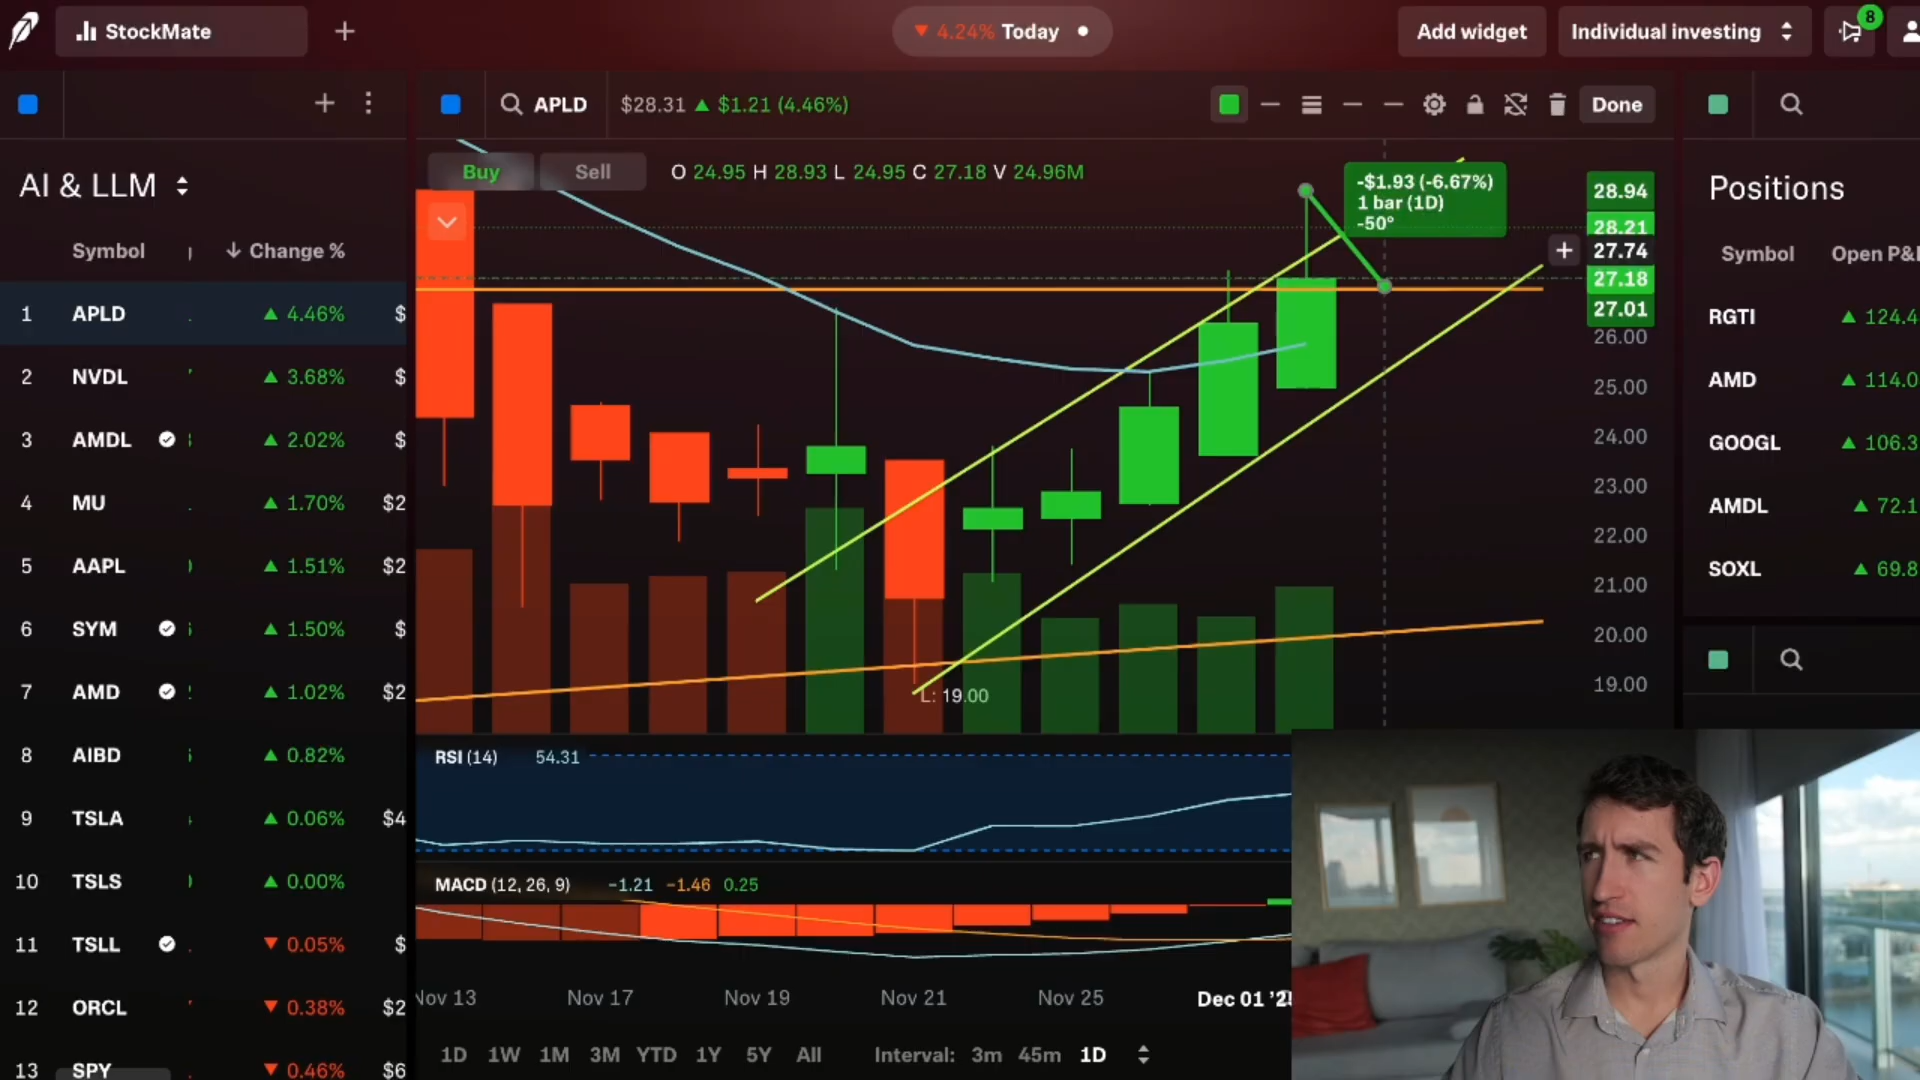 StockMate
4.24% Today
Add widget
Individual investing
8
APLD
$28.31 $1.21 (4.46%)
Done
AI & LLM
Symbol Change %
1 APLD 4.46% $
2 NVDL 3.68% $
3 AMDL 2.02% $
4 MU 1.70% $2
5 AAPL 1.51% $2
6 SYM 1.50% $
7 AMD 1.02% $2
8 AIBD 0.82%
9 TSLA 0.06% $4
10 TSLS 0.00%
11 TSLL 0.05% $
12 ORCL 0.38% $2
13 SPY 0.46% $6
Buy
Sell
O 24.95 H 28.93 L 24.95 C 27.18 V 24.96M
-$1.93 (-6.67%)
1 bar (1D)
-50°
28.94
28.21
27.74
27.18
27.01
26.00
25.00
24.00
23.00
22.00
21.00
20.00
19.00
L: 19.00
RSI (14) 54.31
MACD (12, 26, 9) −1.21 −1.46 0.25
Nov 13 Nov 17 Nov 19 Nov 21 Nov 25 Dec 01
1D 1W 1M 3M YTD 1Y 5Y All Interval: 3m 45m 1D
Positions
Symbol Open P&L
RGTI 124.4
AMD 114.0
GOOGL 106.3
AMDL 72.1
SOXL 69.8